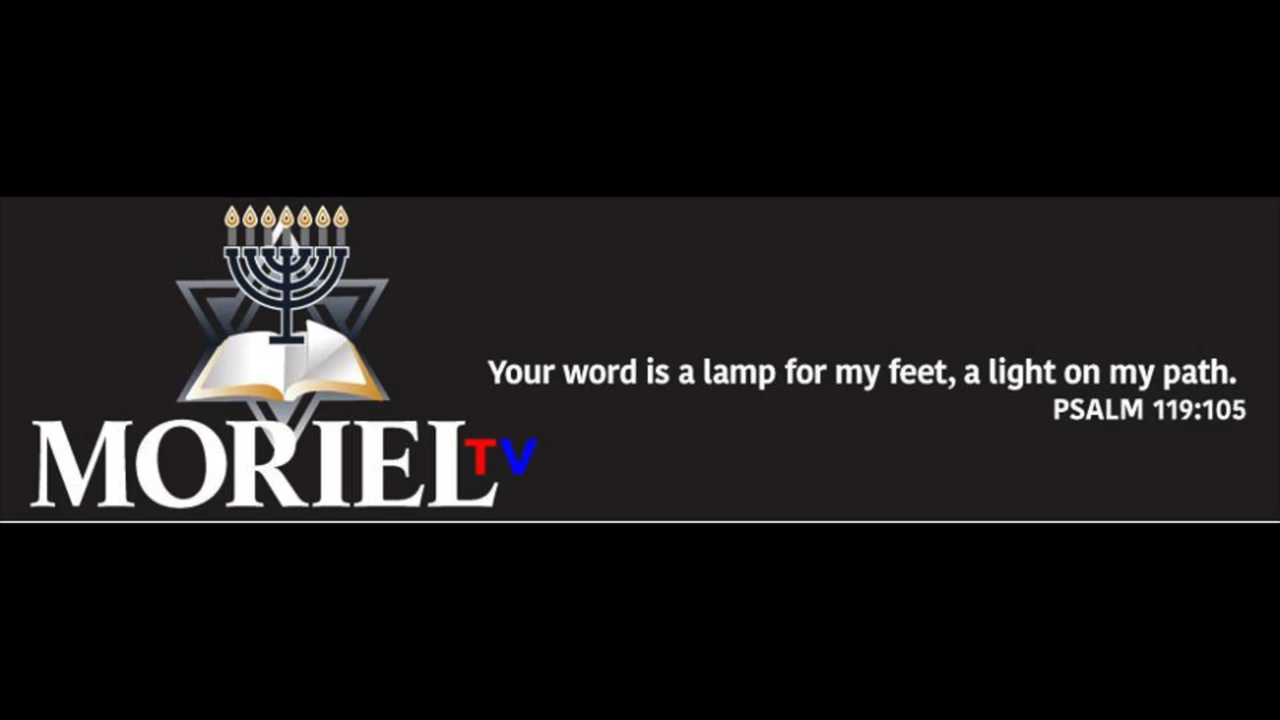 Your word is a lamp for my feet, a light on my path.
PSALM 119:105
MORIEL TV